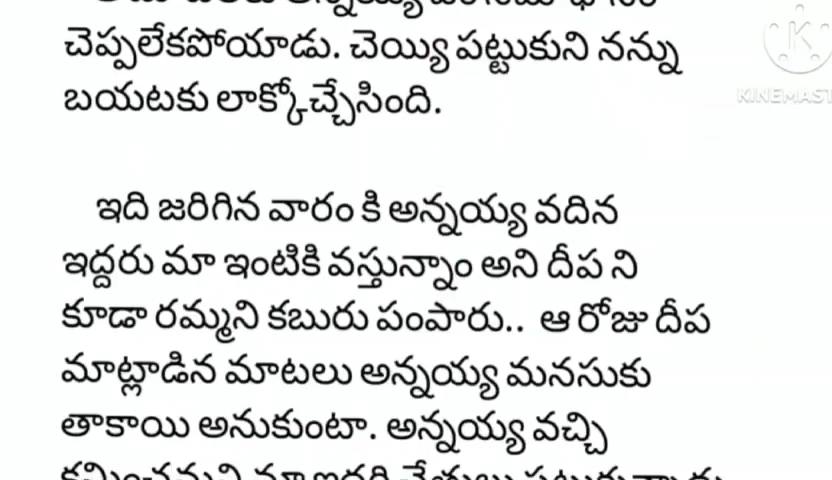 చెప్పలేకపోయాడు. చెయ్యి పట్టుకుని నన్ను
బయటకు లాక్కోచ్చేసింది.
ఇది జరిగిన వారం కి అన్నయ్య వదిన
ఇద్దరు మా ఇంటికి వస్తున్నాం అని దీప ని
కూడా రమ్మని కబురు పంపారు.. ఆ రోజు దీప
మాట్లాడిన మాటలు అన్నయ్య మనసుకు
తాకాయి అనుకుంటా. అన్నయ్య వచ్చి
KINEMAST